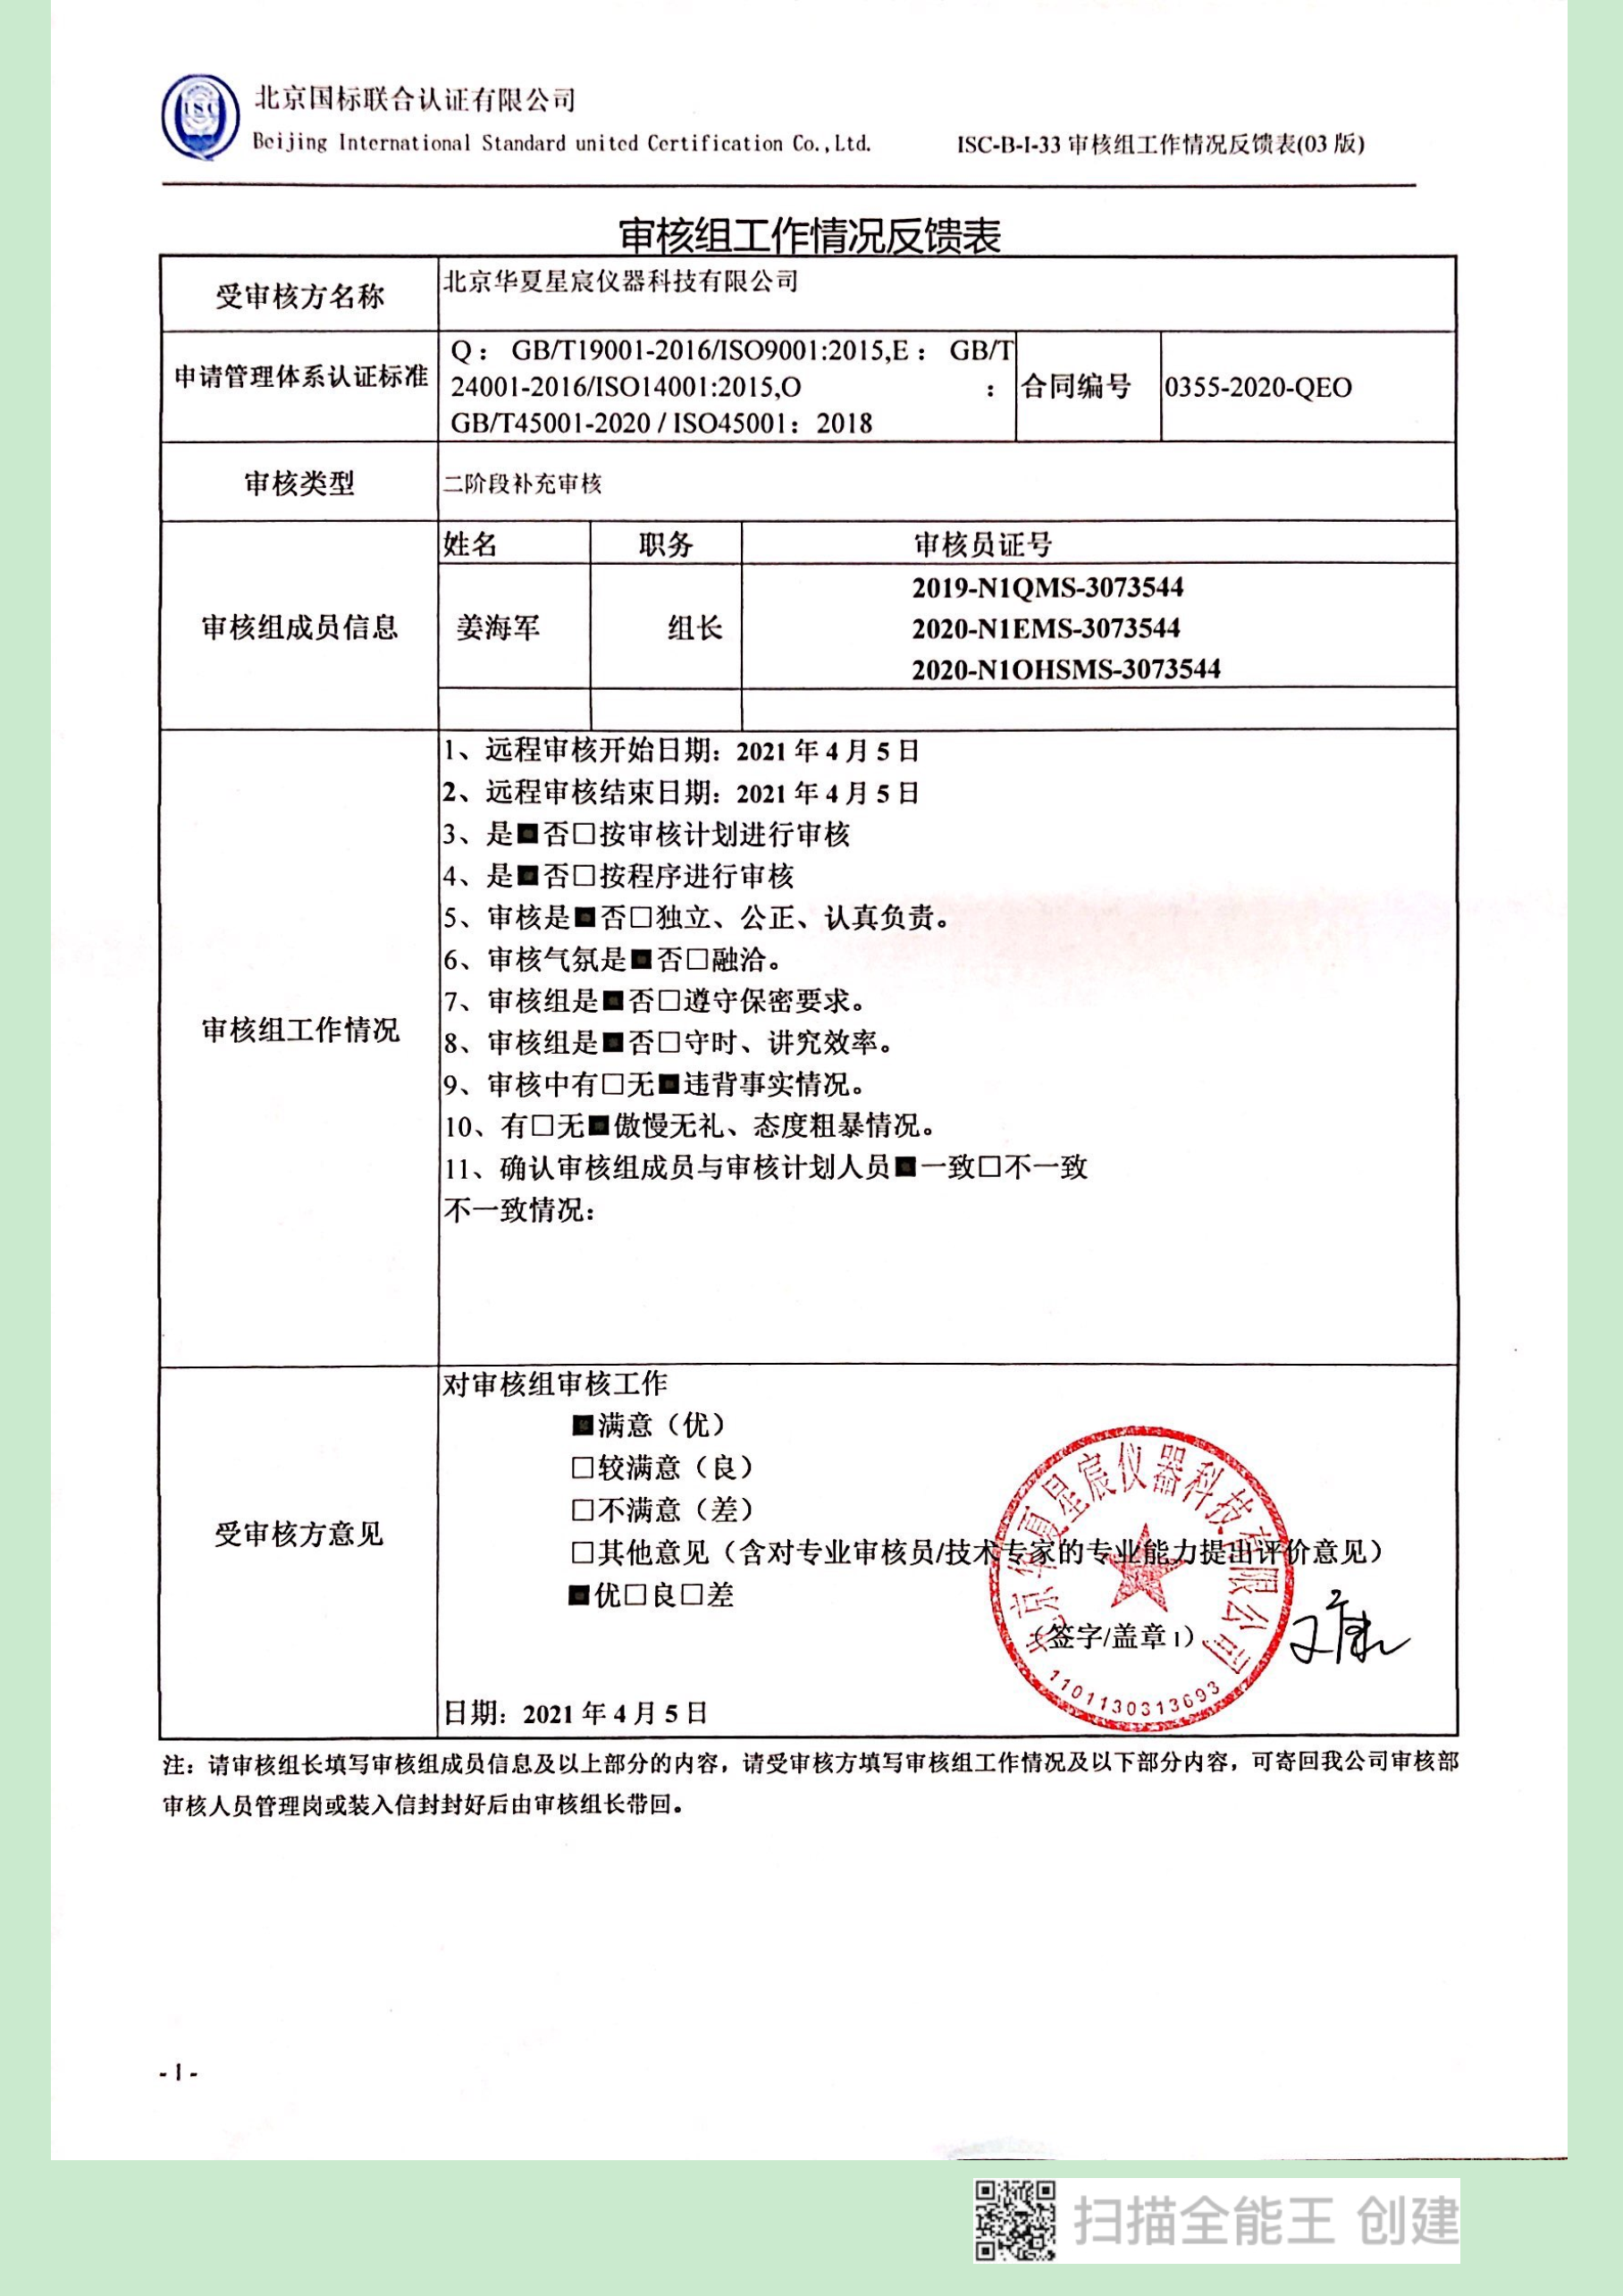 ISC
北京国标联合认证有限公司
Beijing International Standard united Certification Co.,Ltd.
ISC-B-I-33 审核组工作情况反馈表(03 版)
审核组工作情况反馈表
受审核方名称
北京华夏星宸仪器科技有限公司
申请管理体系认证标准
Q： GB/T19001-2016/ISO9001:2015,E： GB/T
24001-2016/ISO14001:2015,O ：
GB/T45001-2020 / ISO45001：2018
合同编号
0355-2020-QEO
审核类型
二阶段补充审核
审核组成员信息
姓名 职务 审核员证号
姜海军 组长
2019-N1QMS-3073544
2020-N1EMS-3073544
2020-N1OHSMS-3073544
审核组工作情况
1、远程审核开始日期：2021 年 4 月 5 日
2、远程审核结束日期：2021 年 4 月 5 日
3、是■否□按审核计划进行审核
4、是■否□按程序进行审核
5、审核是■否□独立、公正、认真负责。
6、审核气氛是■否□融洽。
7、审核组是■否□遵守保密要求。
8、审核组是■否□守时、讲究效率。
9、审核中有□无■违背事实情况。
10、有□无■傲慢无礼、态度粗暴情况。
11、确认审核组成员与审核计划人员■一致□不一致
不一致情况：
受审核方意见
对审核组审核工作
■满意（优）
□较满意（良）
□不满意（差）
□其他意见（含对专业审核员/技术专家的专业能力提出评价意见）
■优□良□差
（签字/盖章）
北京华夏星宸仪器科技有限公司
1101130313693
日期：2021 年 4 月 5 日
注：请审核组长填写审核组成员信息及以上部分的内容，请受审核方填写审核组工作情况及以下部分内容，可寄回我公司审核部
审核人员管理岗或装入信封封好后由审核组长带回。
- 1 -
扫描全能王 创建